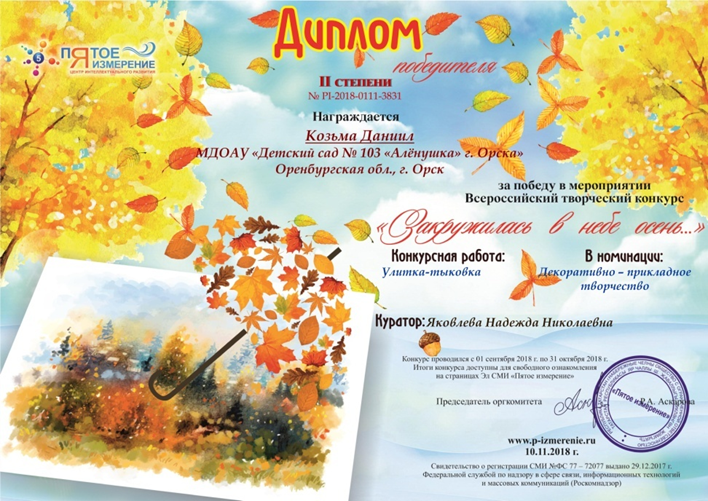 5 ПЯТОЕ
ИЗМЕРЕНИЕ
ЦЕНТР ИНТЕЛЛЕКТУАЛЬНОГО РАЗВИТИЯ
Диплом
победителя
II СТЕПЕНИ
№ PI-2018-0111-3831
Награждается
Козьма Даниил
МДОАУ «Детский сад № 103 «Алёнушка» г. Орска»
Оренбургская обл., г. Орск
за победу в мероприятии
Всероссийский творческий конкурс
«Закружилась в небе осень...»
Конкурсная работа:
Улитка-тыковка
В номинации:
Декоративно – прикладное
творчество
Куратор: Яковлева Надежда Николаевна
Конкурс проводился с 01 сентября 2018 г. по 31 октября 2018 г.
Итоги конкурса доступны для свободного ознакомления
на страницах Эл СМИ «Пятое измерение»
Председатель оргкомитета
Р.А. Аскарова
«Пятое измерение»
www.p-izmerenie.ru
10.11.2018 г.
Свидетельство о регистрации СМИ №ФС 77 – 72077 выдано 29.12.2017 г.
Федеральной службой по надзору в сфере связи, информационных технологий
и массовых коммуникаций (Роскомнадзор)